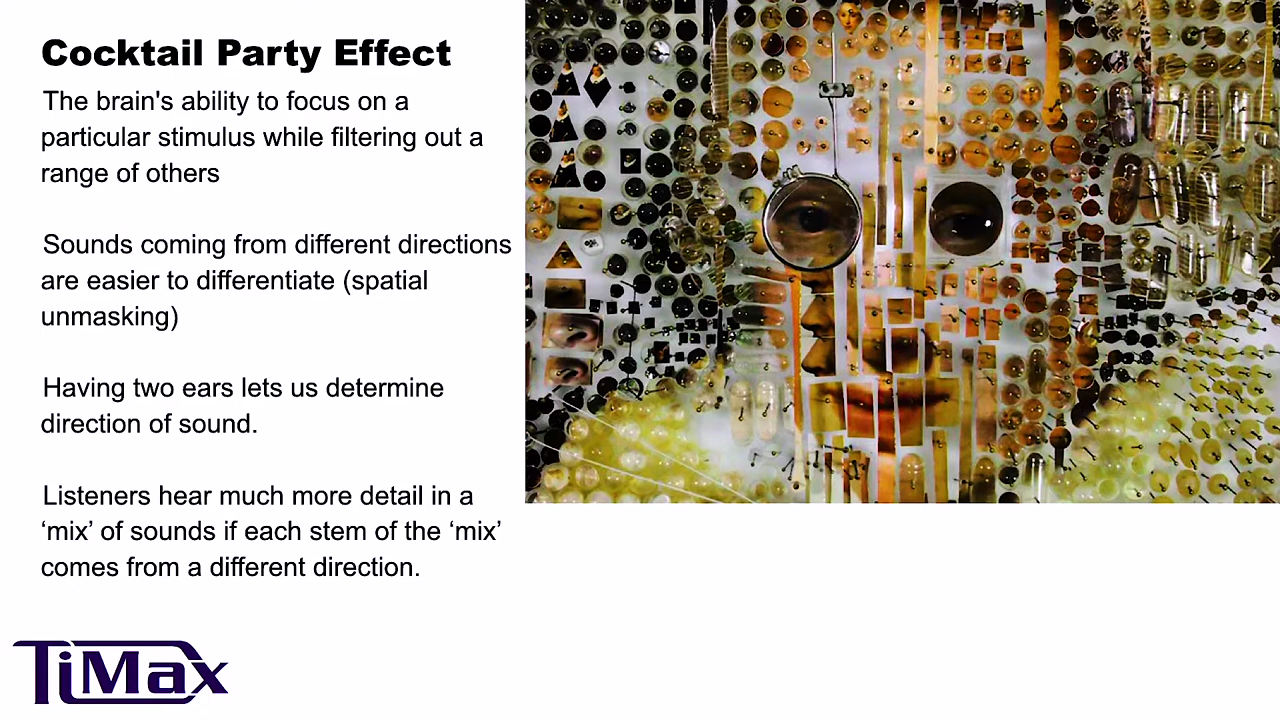 Cocktail Party Effect
The brain's ability to focus on a
particular stimulus while filtering out a
range of others
Sounds coming from different directions
are easier to differentiate (spatial
unmasking)
Having two ears lets us determine
direction of sound.
Listeners hear much more detail in a
‘mix’ of sounds if each stem of the ‘mix’
comes from a different direction.
TiMax